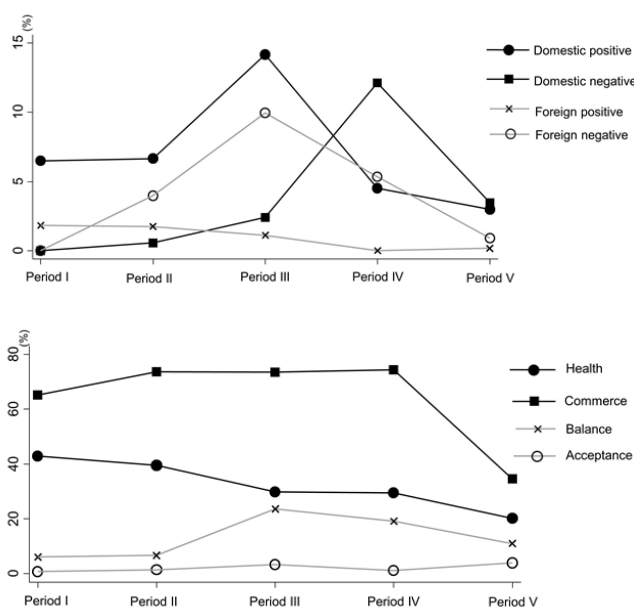 (%)
15
10
5
0
Period I Period II Period III Period IV Period V
Domestic positive
Domestic negative
Foreign positive
Foreign negative
(%)
80
60
40
20
0
Period I Period II Period III Period IV Period V
Health
Commerce
Balance
Acceptance